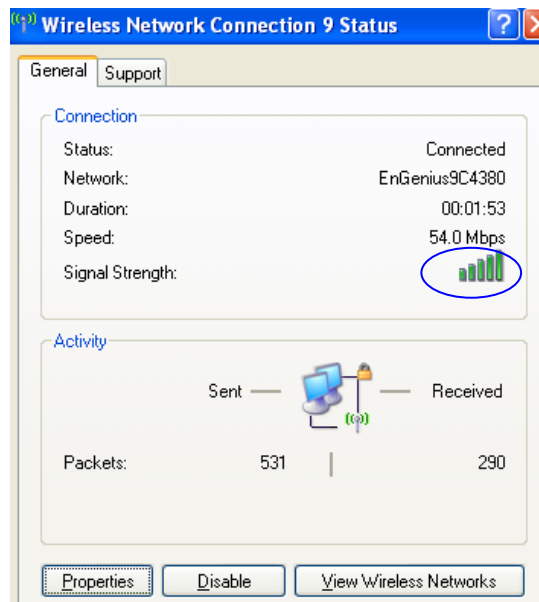 Wireless Network Connection 9 Status
General Support
Connection
Status: Connected
Network: EnGenius9C4380
Duration: 00:01:53
Speed: 54.0 Mbps
Signal Strength:
Activity
Sent Received
Packets: 531 290
Properties Disable View Wireless Networks